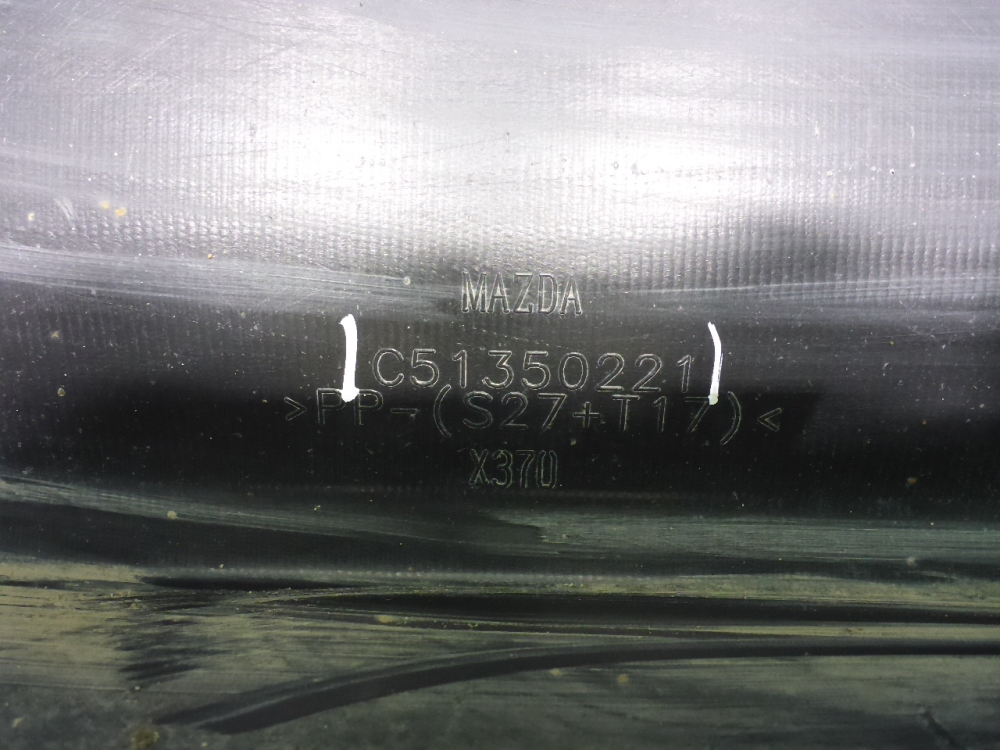 MAZDA
C51350221
>PP-(S27+T17)<
X370